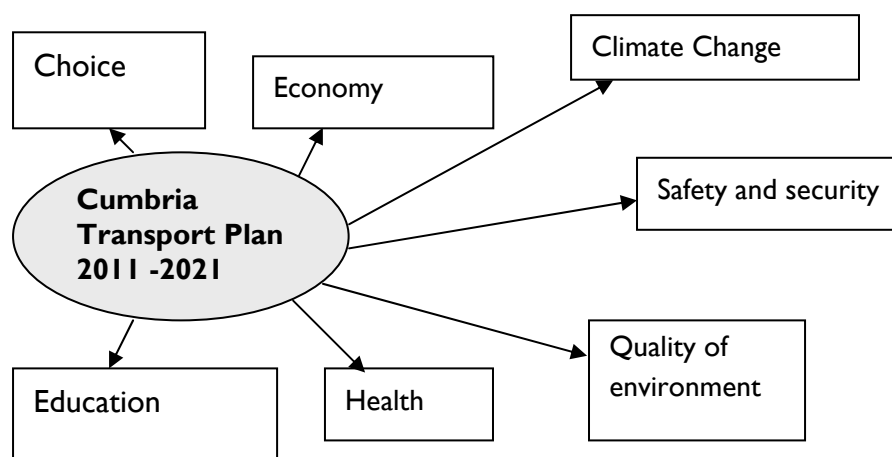 Choice
Economy
Climate Change
Cumbria
Transport Plan
2011 -2021
Safety and security
Quality of
environment
Education
Health